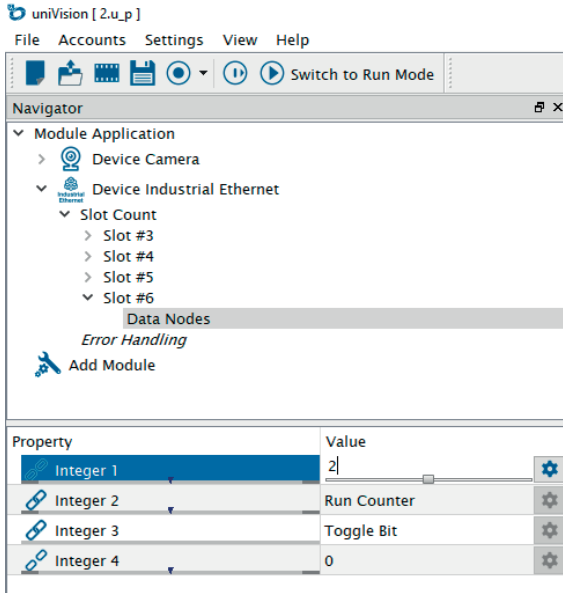 uniVision [ 2.u_p ]
File Accounts Settings View Help
Switch to Run Mode
Navigator
Module Application
Device Camera
Industrial Ethernet
Device Industrial Ethernet
Slot Count
Slot #3
Slot #4
Slot #5
Slot #6
Data Nodes
Error Handling
Add Module
Property Value
Integer 1 2
Integer 2 Run Counter
Integer 3 Toggle Bit
Integer 4 0